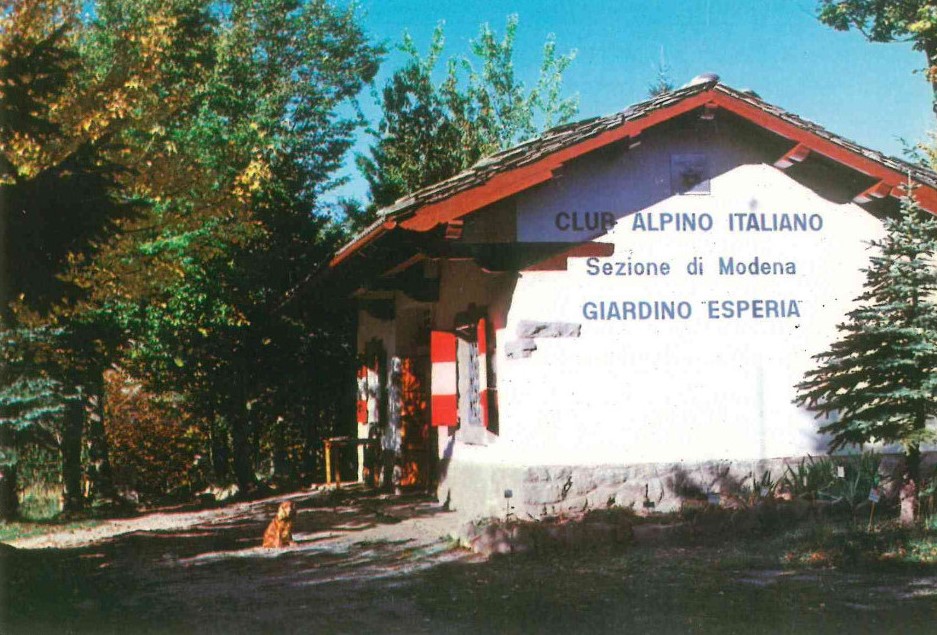 CLUB ALPINO ITALIANO
Sezione di Modena
GIARDINO "ESPERIA"